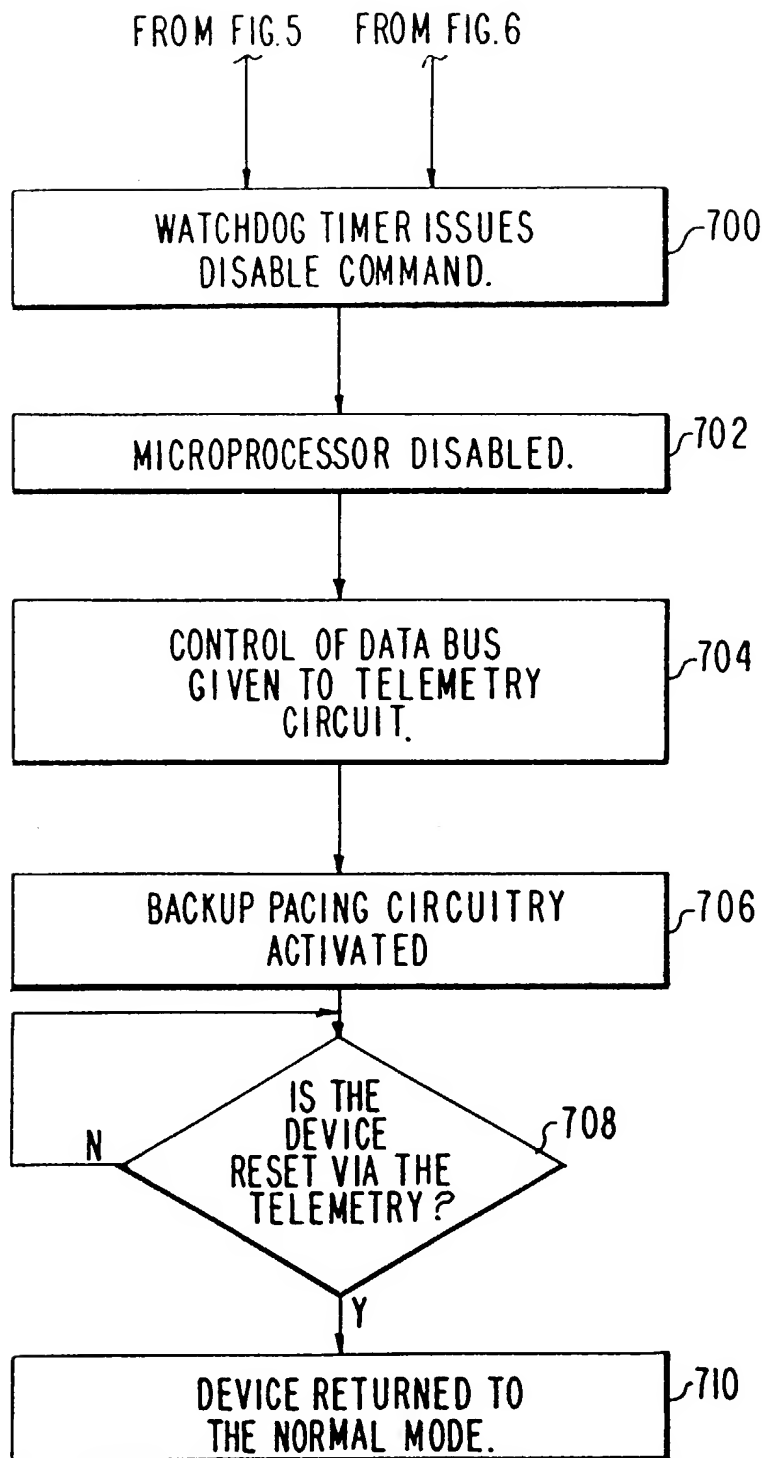 FROM FIG.5 FROM FIG.6
WATCHDOG TIMER ISSUES
DISABLE COMMAND.
700
MICROPROCESSOR DISABLED.
702
CONTROL OF DATA BUS
GIVEN TO TELEMETRY
CIRCUIT.
704
BACKUP PACING CIRCUITRY
ACTIVATED
706
IS THE
DEVICE
RESET VIA THE
TELEMETRY?
708
N
Y
DEVICE RETURNED TO
THE NORMAL MODE.
710